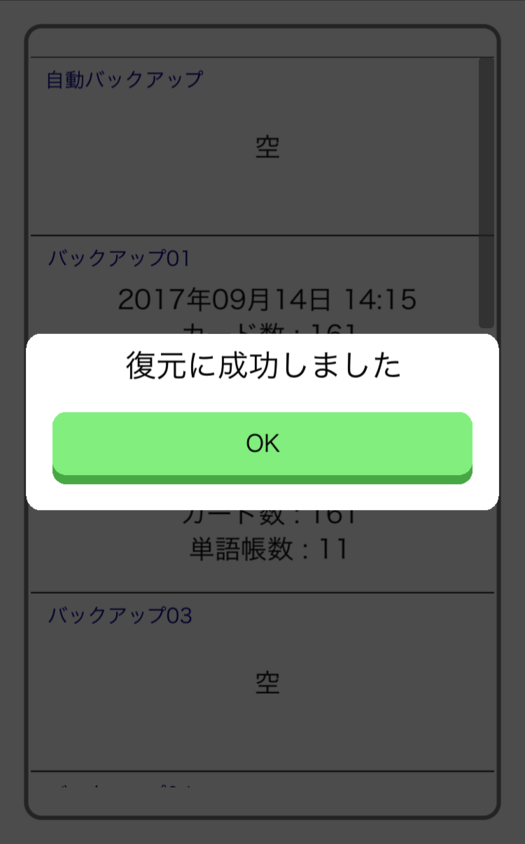 自動バックアップ
空
バックアップ01
2017年09月14日 14:15
カード数 : 161
復元に成功しました
OK
カード数 : 161
単語帳数 : 11
バックアップ03
空